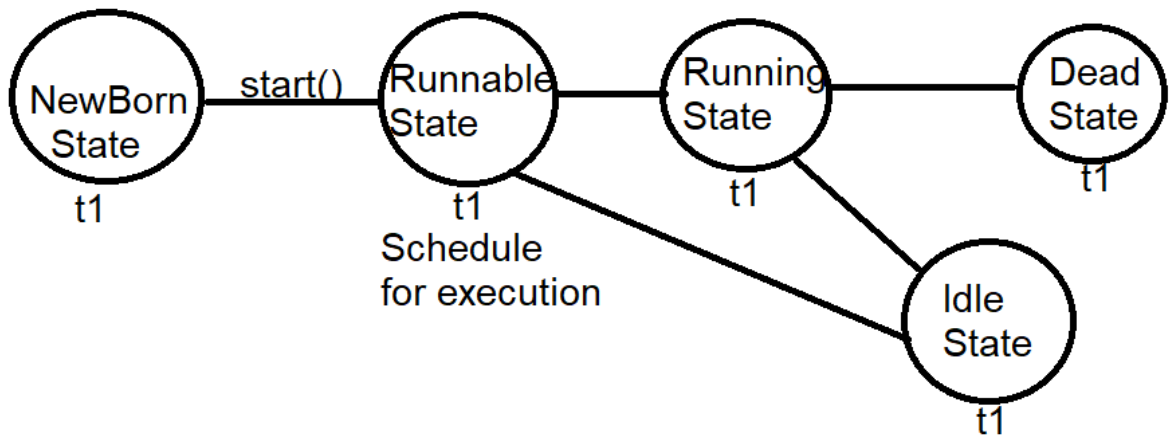 NewBorn
State
t1
start()
Runnable
State
t1
Schedule
for execution
Running
State
t1
Dead
State
t1
Idle
State
t1